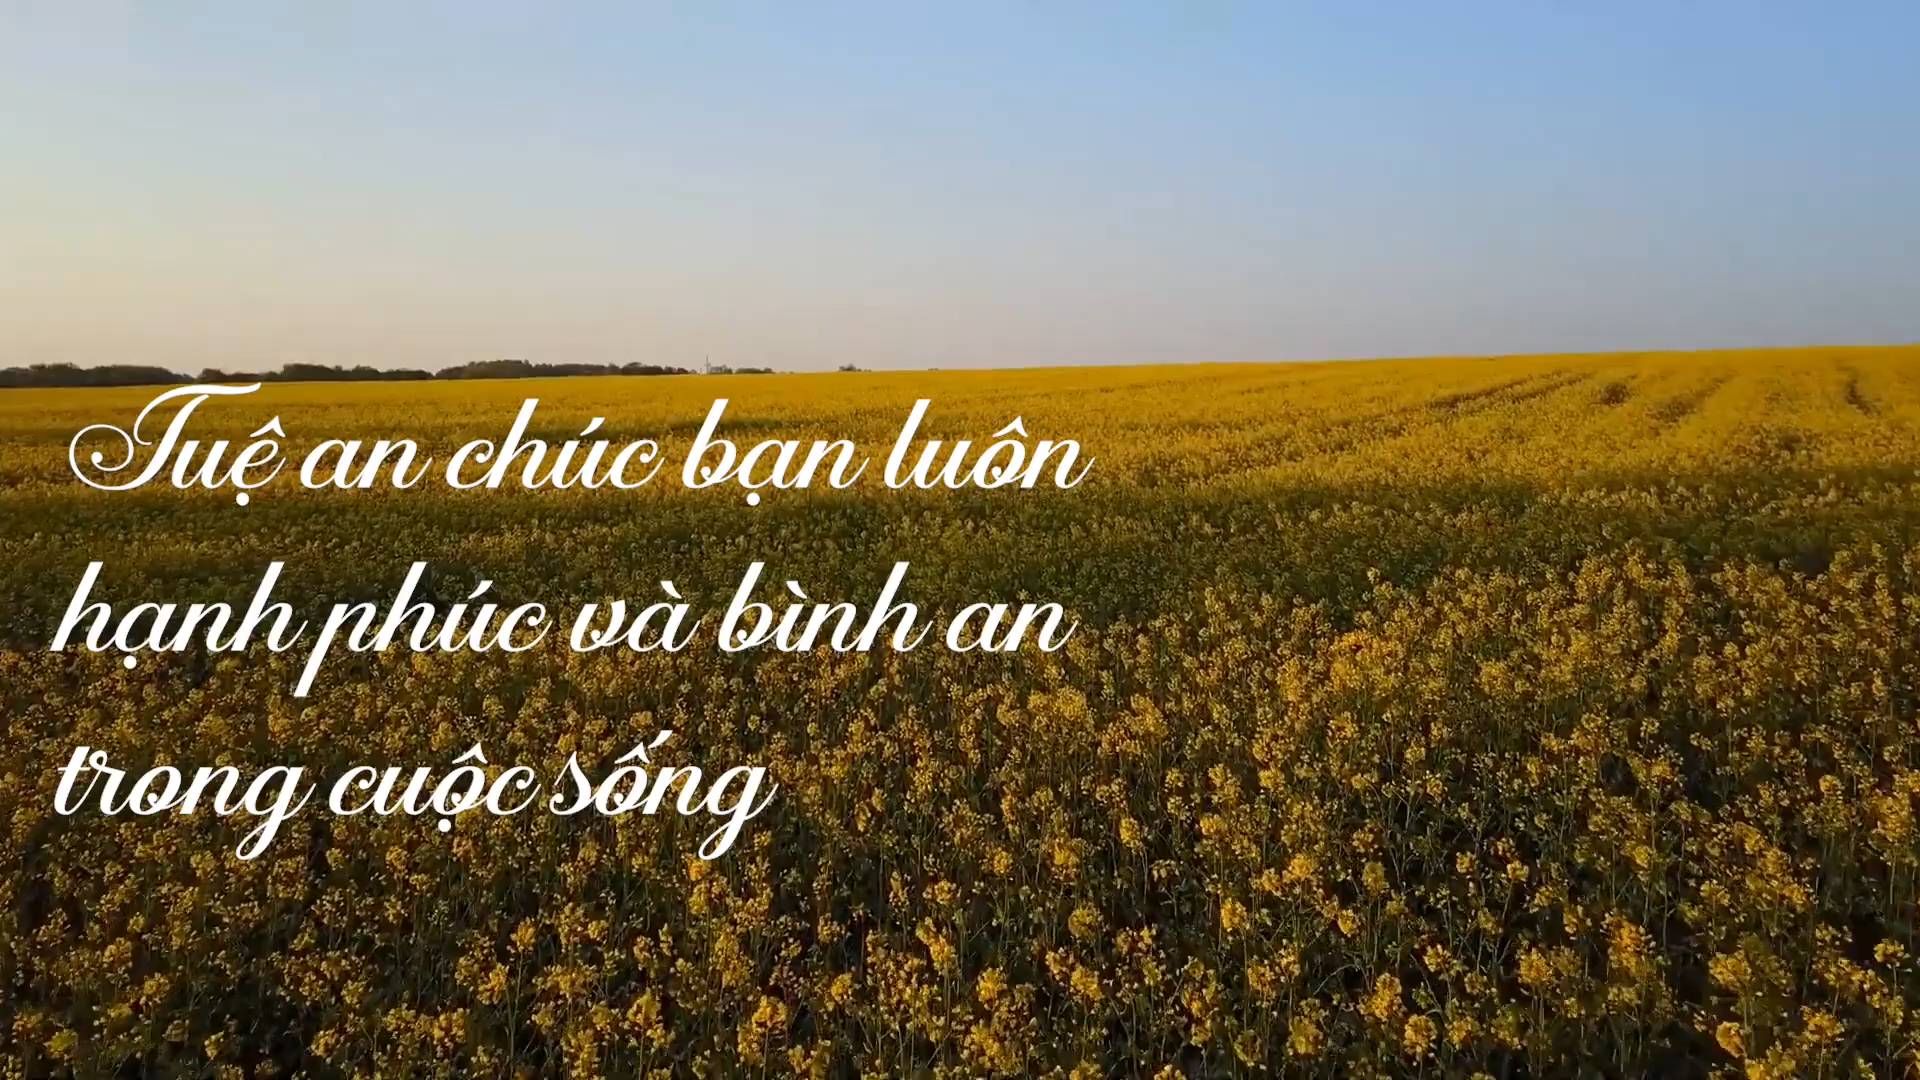 Tuệ an chúc bạn luôn
hạnh phúc và bình an
trong cuộc sống